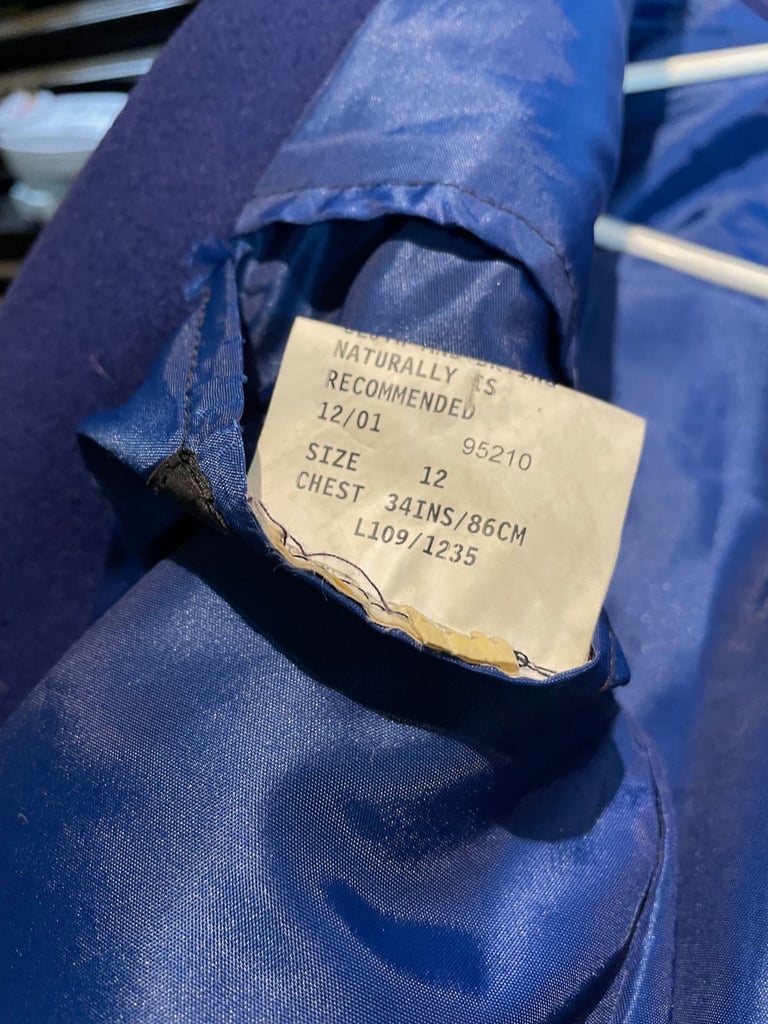 NATURALLY IS
RECOMMENDED
12/01 95210
SIZE 12
CHEST 34INS/86CM
L109/1235